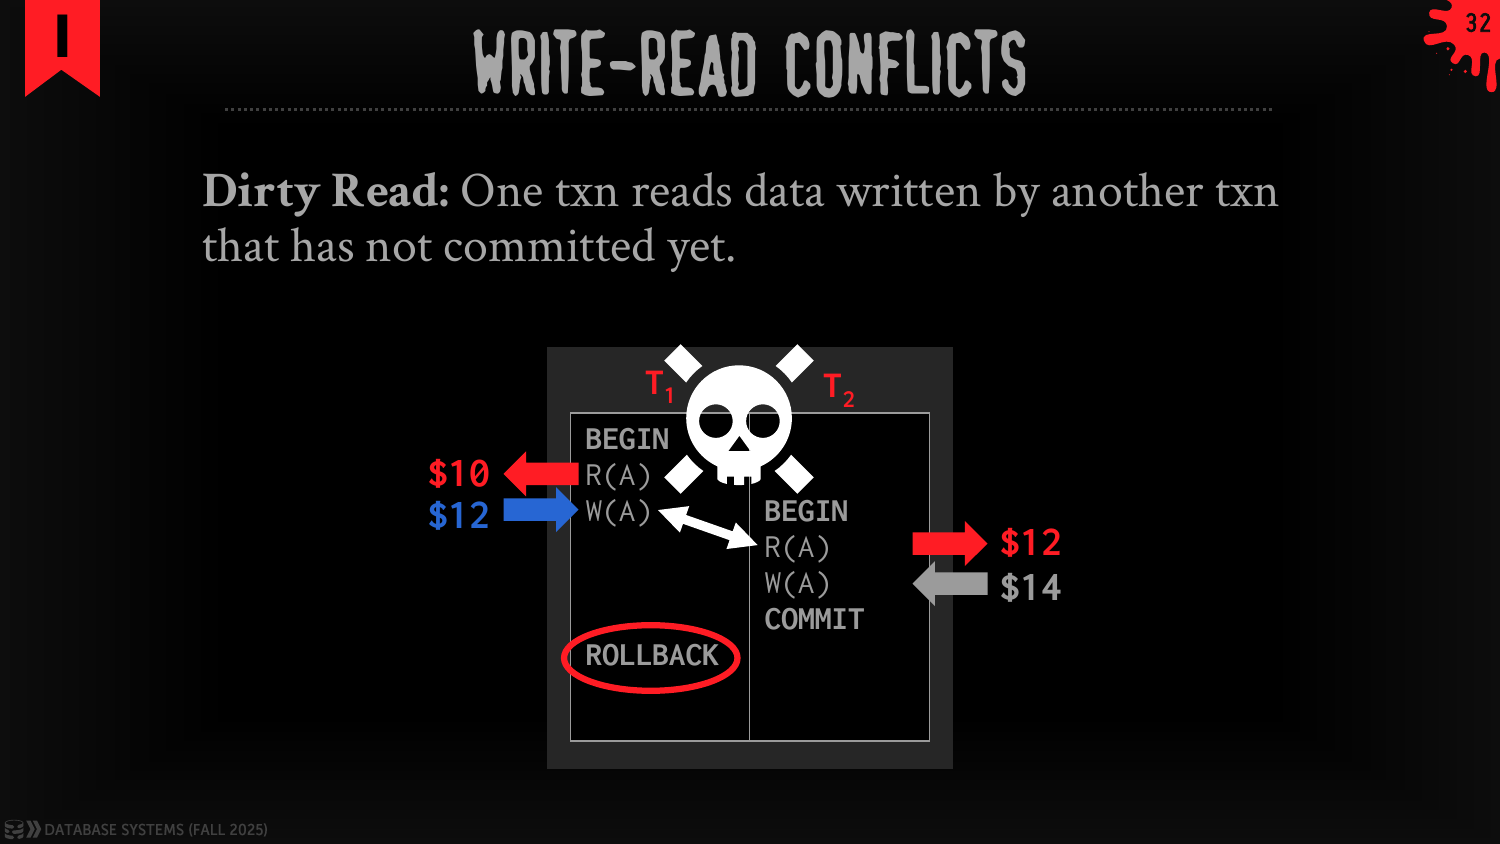 I
32
WRITE-READ CONFLICTS
Dirty Read: One txn reads data written by another txn
that has not committed yet.
T1
T2
BEGIN
$10
R(A)
$12
W(A)
BEGIN
R(A)
$12
W(A)
$14
COMMIT
ROLLBACK
DATABASE SYSTEMS (FALL 2025)